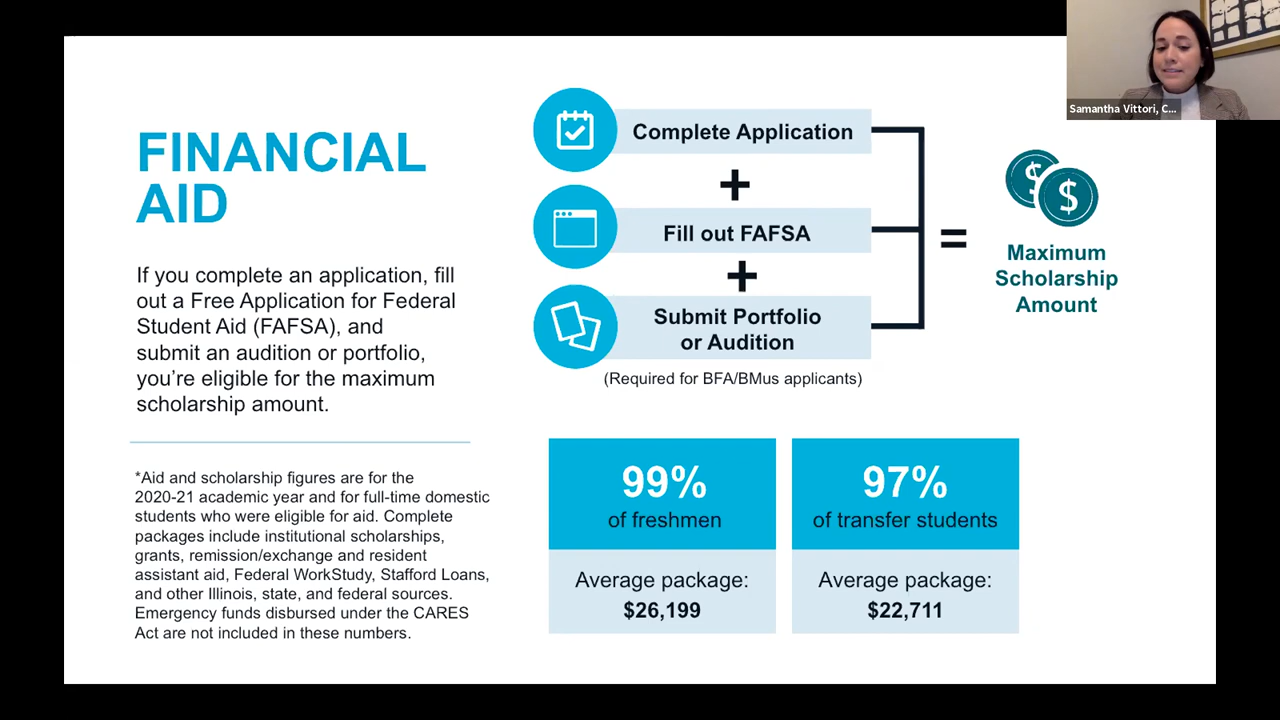 Samantha Vittori, C...
FINANCIAL
AID
If you complete an application, fill
out a Free Application for Federal
Student Aid (FAFSA), and
submit an audition or portfolio,
you're eligible for the maximum
scholarship amount.
*Aid and scholarship figures are for the
2020-21 academic year and for full-time domestic
students who were eligible for aid. Complete
packages include institutional scholarships,
grants, remission/exchange and resident
assistant aid, Federal WorkStudy, Stafford Loans,
and other Illinois, state, and federal sources.
Emergency funds disbursed under the CARES
Act are not included in these numbers.
Complete Application
+
Fill out FAFSA
+
Submit Portfolio
or Audition
(Required for BFA/BMus applicants)
=
$ $
Maximum
Scholarship
Amount
99%
of freshmen
Average package:
$26,199
97%
of transfer students
Average package:
$22,711